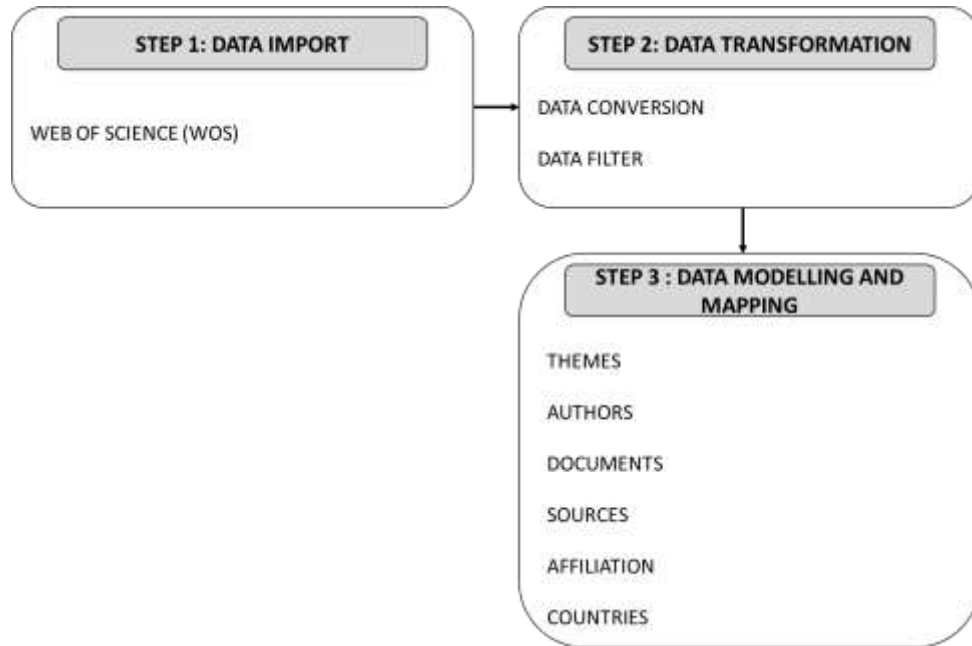 STEP 1: DATA IMPORT
WEB OF SCIENCE (WOS)
STEP 2: DATA TRANSFORMATION
DATA CONVERSION
DATA FILTER
STEP 3 : DATA MODELLING AND
MAPPING
THEMES
AUTHORS
DOCUMENTS
SOURCES
AFFILIATION
COUNTRIES